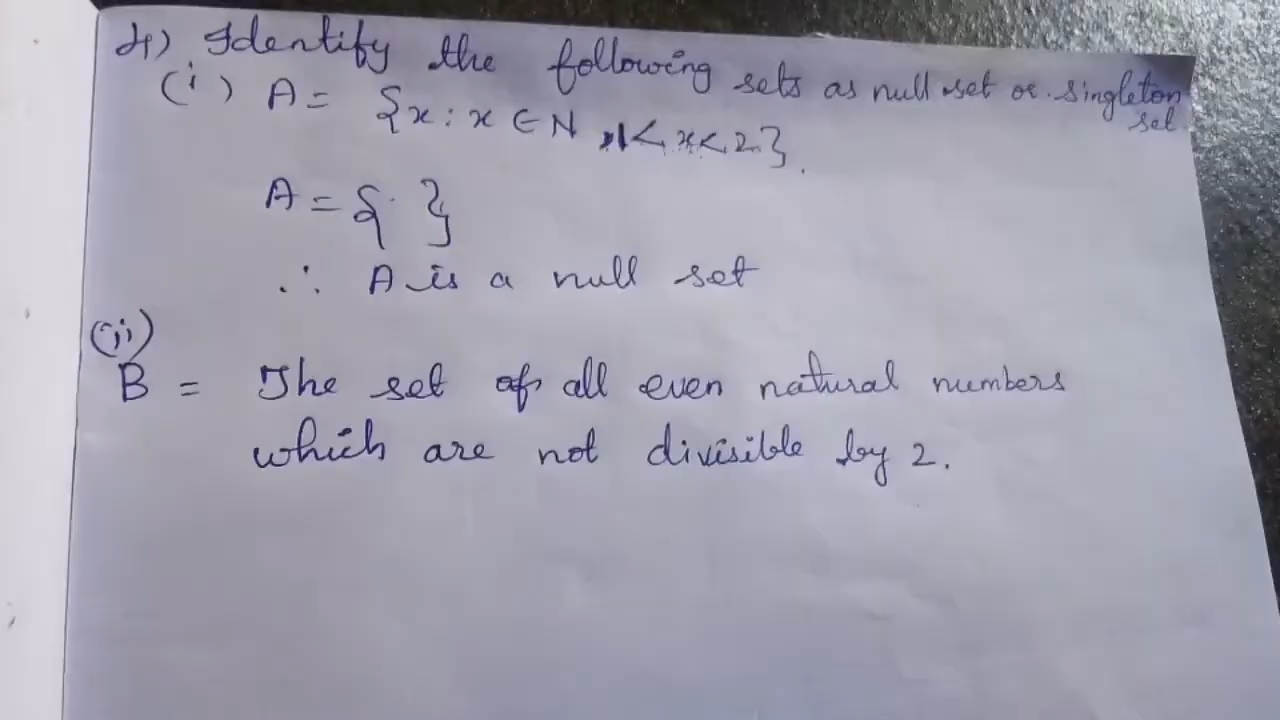 4) Identify the following sets as null set or singleton set.
(i) A = {x : x ∈ N, 1 < x < 2}.
A = { }
∴ A is a null set
(ii)
B = The set of all even natural numbers
which are not divisible by 2.